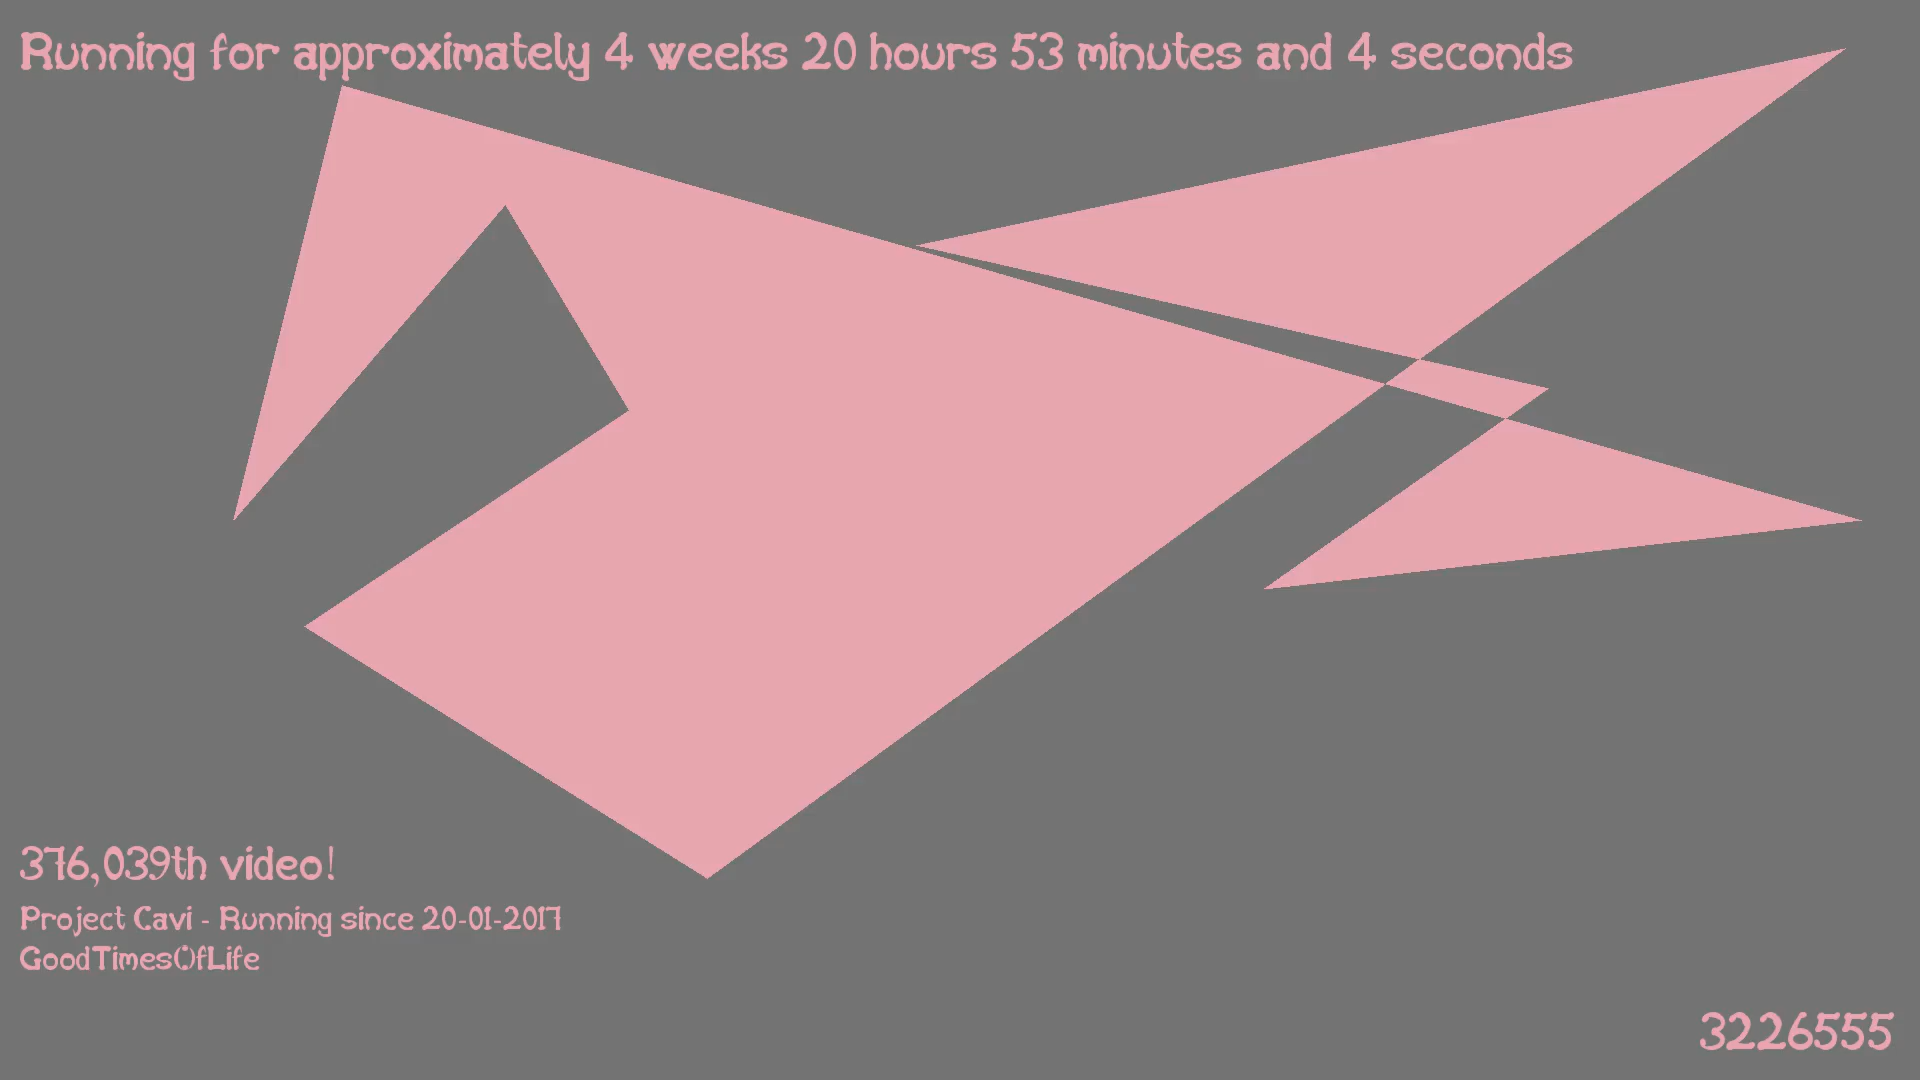 Running for approximately 4 weeks 20 hours 53 minutes and 4 seconds
376,039th video!
Project Cavi - Running since 20-01-2017
GoodTimesOfLife
3226555